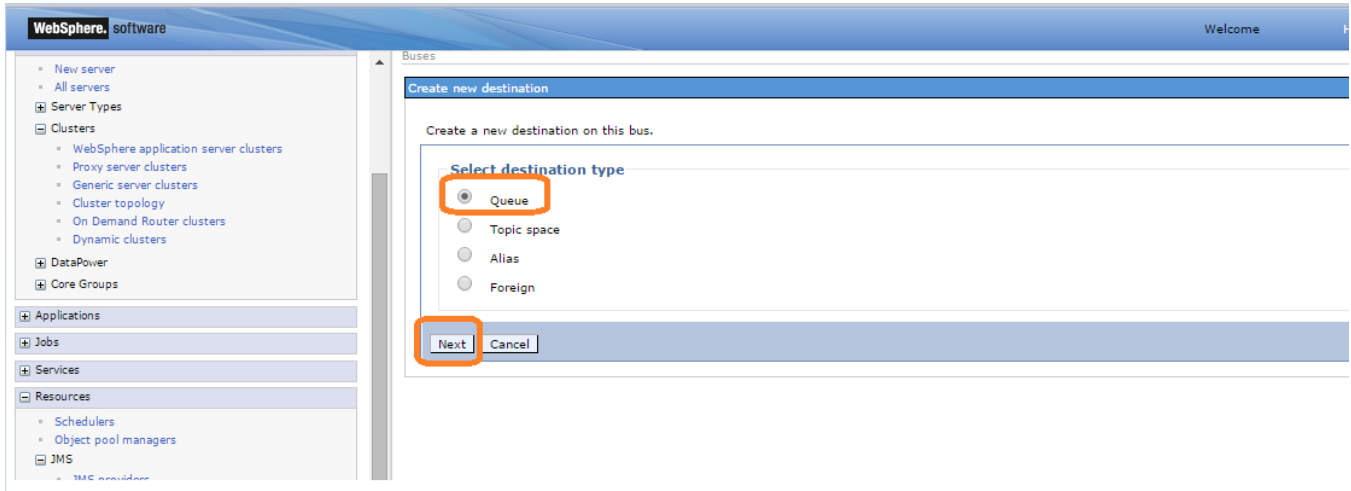 WebSphere. software
Welcome
H
New server
All servers
Server Types
Clusters
WebSphere application server clusters
Proxy server clusters
Generic server clusters
Cluster topology
On Demand Router clusters
Dynamic clusters
DataPower
Core Groups
Applications
Jobs
Services
Resources
Schedulers
Object pool managers
JMS
JMS providers
Buses
Create new destination
Create a new destination on this bus.
Select destination type
Queue
Topic space
Alias
Foreign
Next Cancel